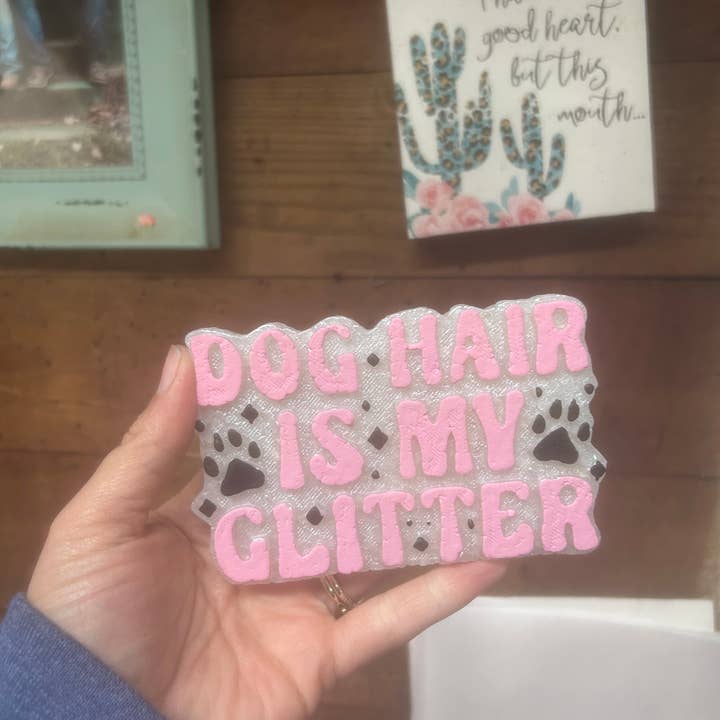 good heart.
but this
mouth...
DOG HAIR
IS MY
GLITTER